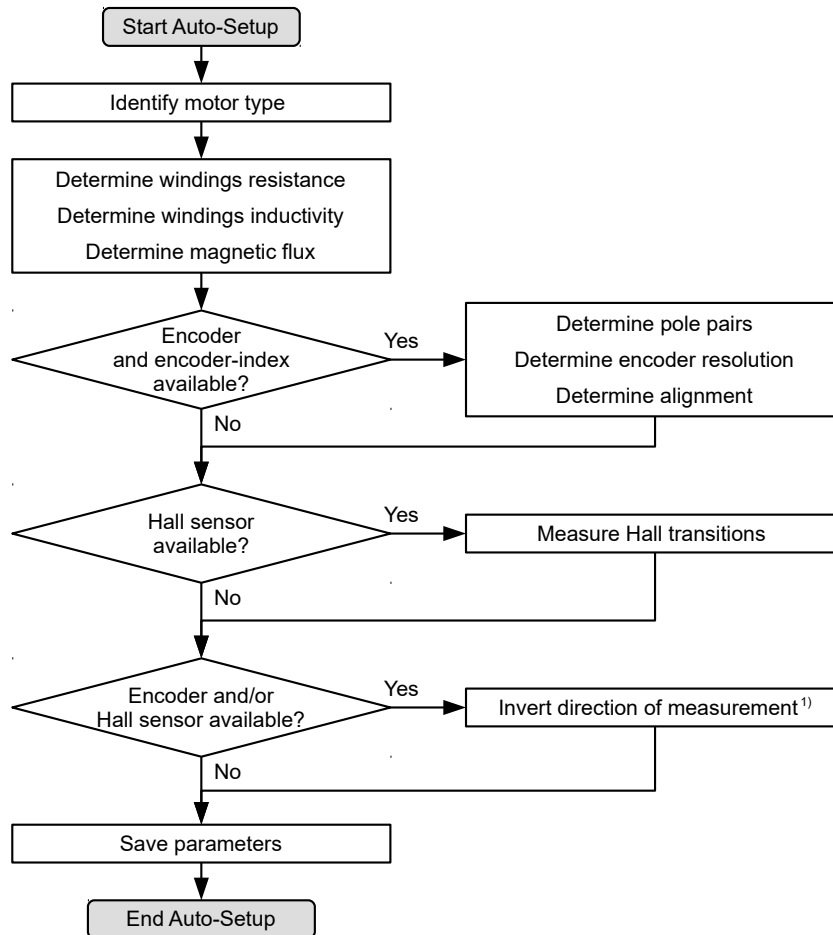 Start Auto-Setup
Identify motor type
Determine windings resistance
Determine windings inductivity
Determine magnetic flux
Encoder
and encoder-index
available?
Yes
Determine pole pairs
Determine encoder resolution
Determine alignment
No
Hall sensor
available?
Yes
Measure Hall transitions
No
Encoder and/or
Hall sensor available?
Yes
Invert direction of measurement 1)
No
Save parameters
End Auto-Setup